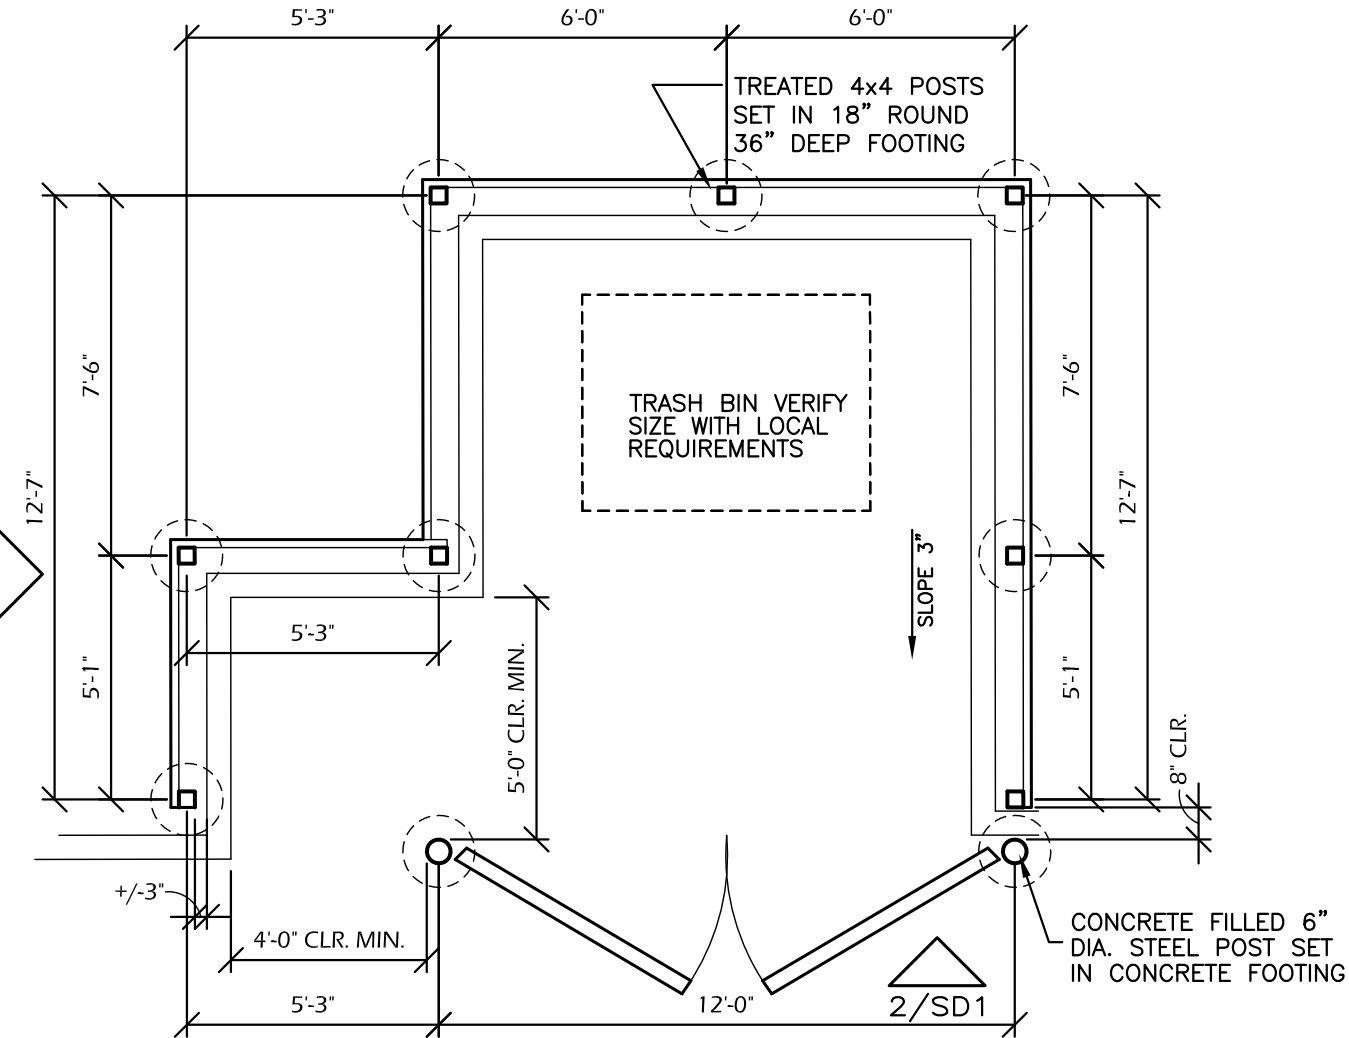 5'-3"
6'-0"
6'-0"
TREATED 4x4 POSTS
SET IN 18" ROUND
36" DEEP FOOTING
7'-6"
7'-6"
TRASH BIN VERIFY
SIZE WITH LOCAL
REQUIREMENTS
12'-7"
12'-7"
SLOPE 3"
5'-3"
5'-1"
5'-1"
5'-0" CLR. MIN.
8" CLR.
+/-3"
4'-0" CLR. MIN.
CONCRETE FILLED 6"
DIA. STEEL POST SET
IN CONCRETE FOOTING
5'-3"
12'-0"
2/SD1